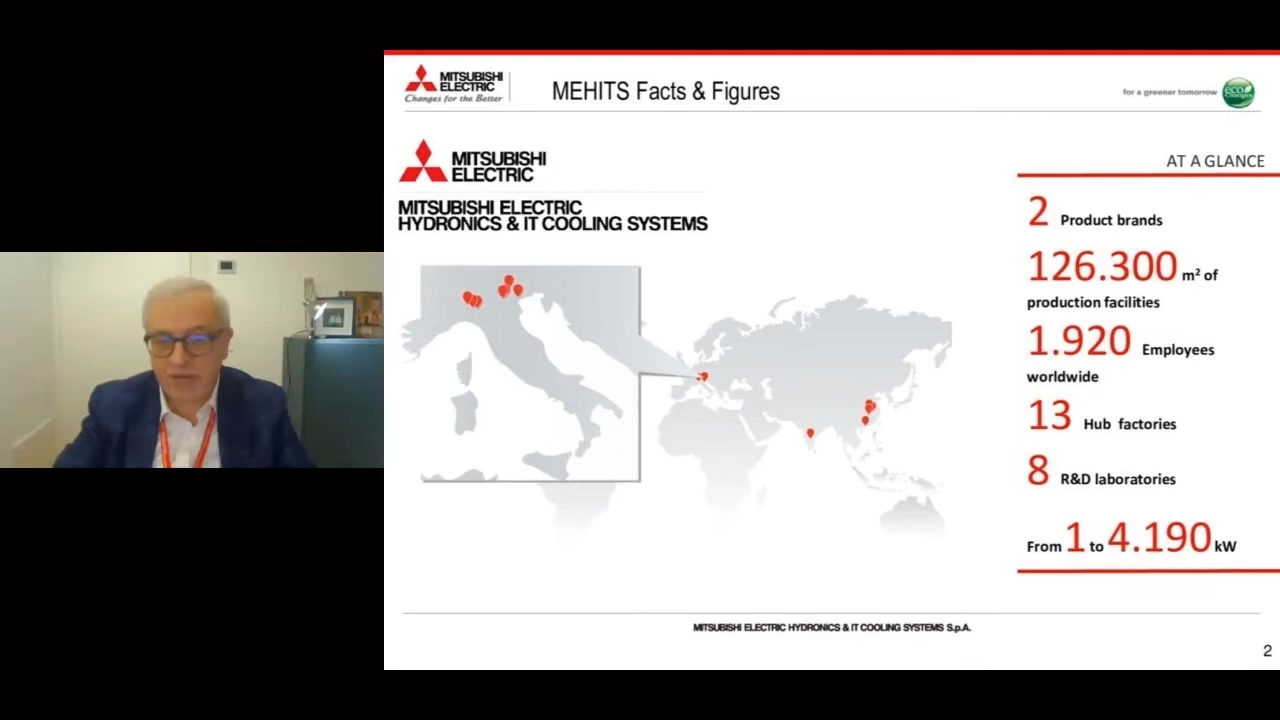 MITSUBISHI
ELECTRIC
Changes for the Better
MEHITS Facts & Figures
for a greener tomorrow
eco
changes
MITSUBISHI
ELECTRIC
MITSUBISHI ELECTRIC
HYDRONICS & IT COOLING SYSTEMS
AT A GLANCE
2 Product brands
126.300 m² of
production facilities
1.920 Employees
worldwide
13 Hub factories
8 R&D laboratories
From 1 to 4.190 kW
MITSUBISHI ELECTRIC HYDRONICS & IT COOLING SYSTEMS S.p.A.
2